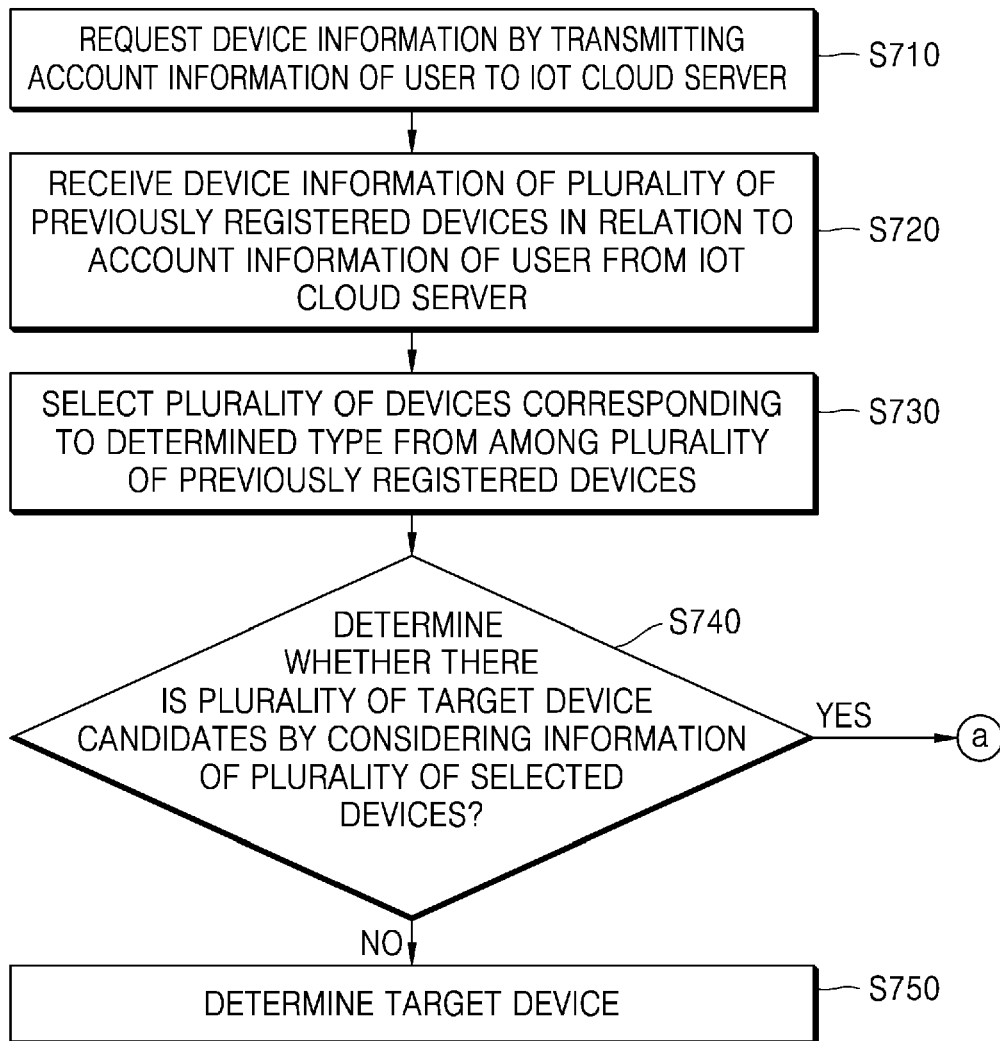 REQUEST DEVICE INFORMATION BY TRANSMITTING
ACCOUNT INFORMATION OF USER TO IOT CLOUD SERVER
S710
RECEIVE DEVICE INFORMATION OF PLURALITY OF
PREVIOUSLY REGISTERED DEVICES IN RELATION TO
ACCOUNT INFORMATION OF USER FROM IOT
CLOUD SERVER
S720
SELECT PLURALITY OF DEVICES CORRESPONDING
TO DETERMINED TYPE FROM AMONG PLURALITY
OF PREVIOUSLY REGISTERED DEVICES
S730
DETERMINE
WHETHER THERE
IS PLURALITY OF TARGET DEVICE
CANDIDATES BY CONSIDERING INFORMATION
OF PLURALITY OF SELECTED
DEVICES?
S740
YES
a
NO
DETERMINE TARGET DEVICE
S750